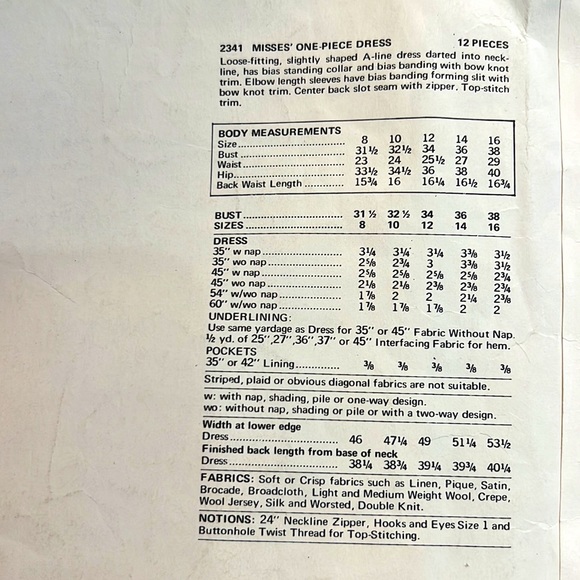 2341 MISSES' ONE-PIECE DRESS 12 PIECES
Loose-fitting, slightly shaped A-line dress darted into neck-
line, has bias standing collar and bias banding with bow knot
trim. Elbow length sleeves have bias banding forming slit with
bow knot trim. Center back slot seam with zipper. Top-stitch
trim.
BODY MEASUREMENTS
Size 8 10 12 14 16
Bust 31½ 32½ 34 36 38
Waist 23 24 25½ 27 29
Hip 33½ 34½ 36 38 40
Back Waist Length 15¾ 16 16¼ 16½ 16¾
BUST 31 ½ 32 ½ 34 36 38
SIZES 8 10 12 14 16
DRESS
35" w nap 3¼ 3¼ 3¼ 3⅜ 3½
35" wo nap 2⅝ 2¾ 3 3⅜ 3½
45" w nap 2⅝ 2⅝ 2⅝ 2⅝ 2¾
45" wo nap 2⅛ 2⅛ 2⅜ 2⅜ 2¾
54" w/wo nap 1⅞ 2 2 2¼ 2⅜
60" w/wo nap 1⅞ 1⅞ 1⅞ 2 2
UNDERLINING:
Use same yardage as Dress for 35" or 45" Fabric Without Nap.
½ yd. of 25",27",36",37" or 45" Interfacing Fabric for hem.
POCKETS
35" or 42" Lining ⅜ ⅜ ⅜ ⅜ ⅜
Striped, plaid or obvious diagonal fabrics are not suitable.
w: with nap, shading, pile or one-way design.
wo: without nap, shading or pile or with a two-way design.
Width at lower edge
Dress 46 47¼ 49 51¼ 53½
Finished back length from base of neck
Dress 38¼ 38¾ 39¼ 39¾ 40¼
FABRICS: Soft or Crisp fabrics such as Linen, Pique, Satin,
Brocade, Broadcloth, Light and Medium Weight Wool, Crepe,
Wool Jersey, Silk and Worsted, Double Knit.
NOTIONS: 24" Neckline Zipper, Hooks and Eyes Size 1 and
Buttonhole Twist Thread for Top-Stitching.